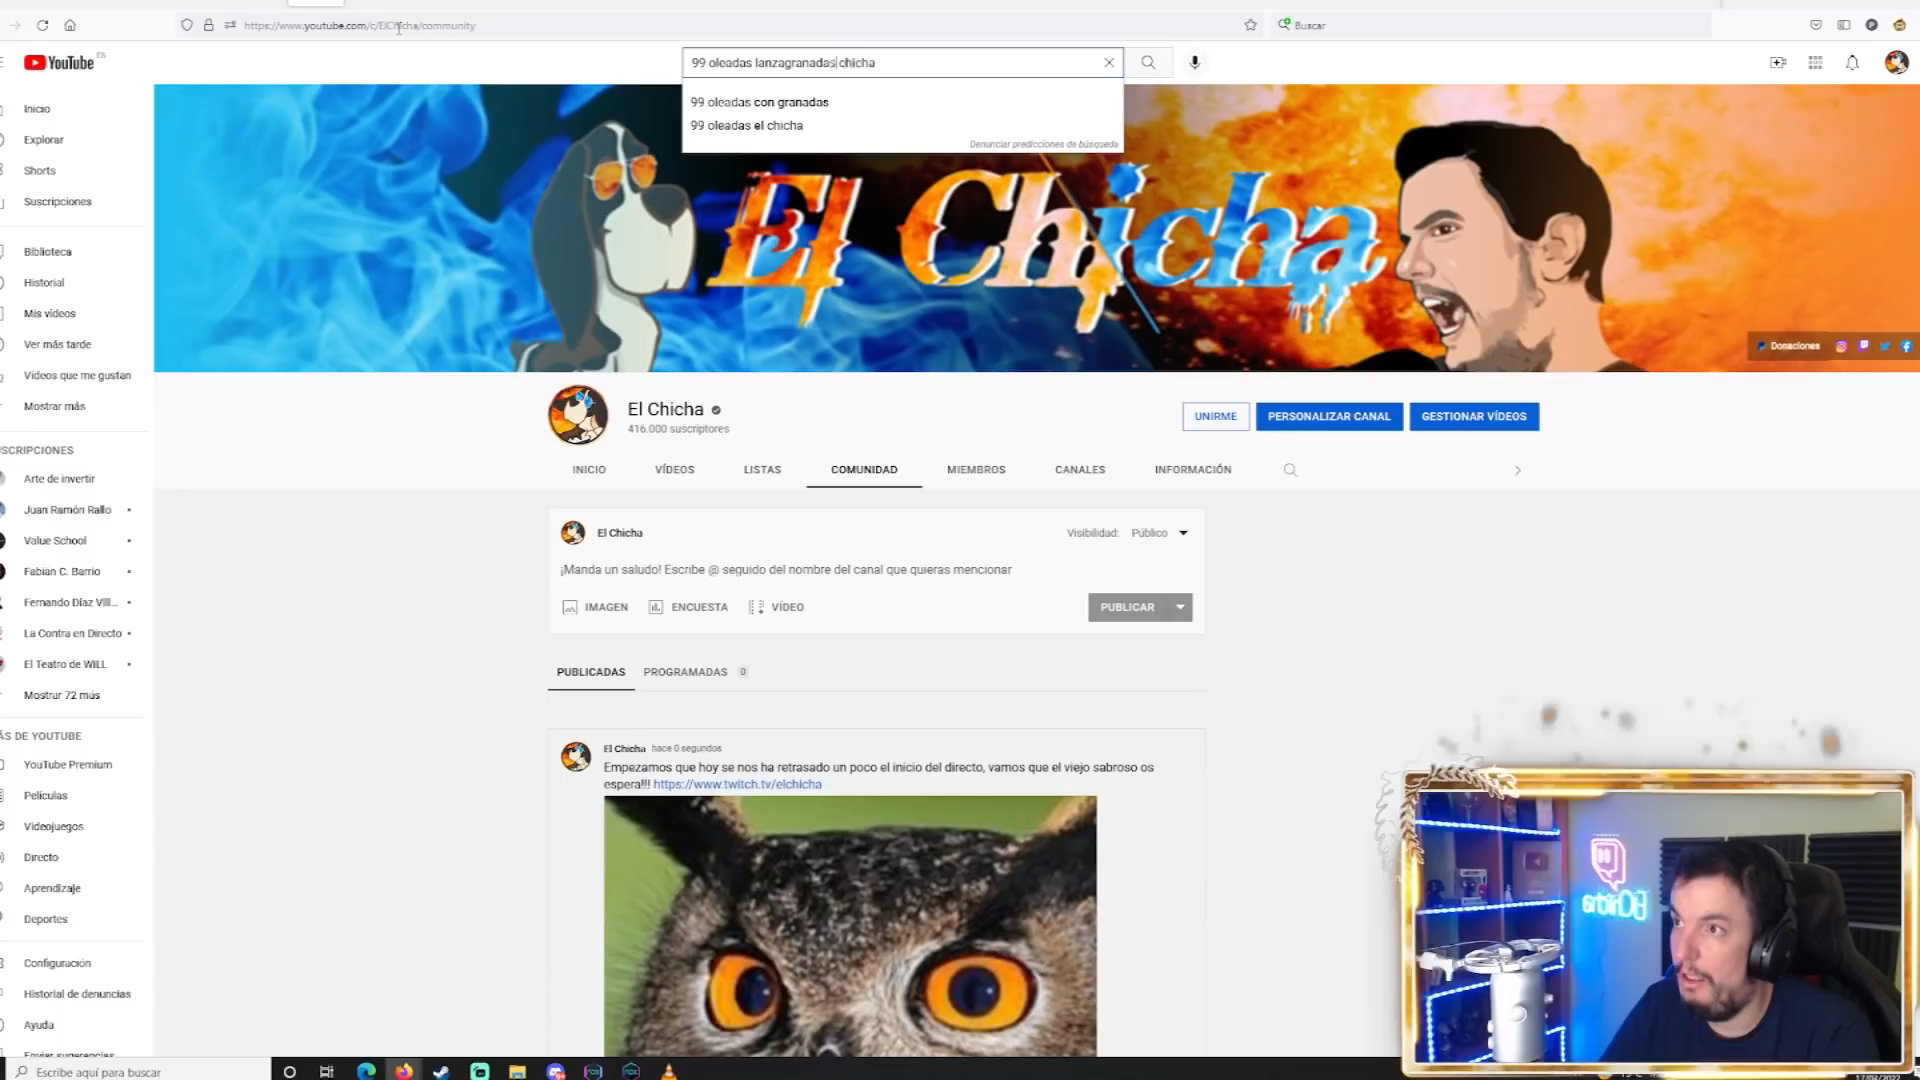 https://www.youtube.com/c/ElChicha/community
Buscar
YouTube ES
99 oleadas lanzagranadas chicha
99 oleadas con granadas
99 oleadas el chicha
Denunciar predicciones de búsqueda
Inicio
Explorar
Shorts
Suscripciones
Biblioteca
Historial
Mis vídeos
Ver más tarde
Vídeos que me gustan
Mostrar más
El Chicha
Donaciones
El Chicha
416.000 suscriptores
UNIRME
PERSONALIZAR CANAL
GESTIONAR VÍDEOS
INICIO
VÍDEOS
LISTAS
COMUNIDAD
MIEMBROS
CANALES
INFORMACIÓN
USCRIPCIONES
Arte de invertir
Juan Ramón Rallo
Value School
Fabián C. Barrio
Fernando Díaz Vill...
La Contra en Directo
El Teatro de WiLL
Mostrar 72 más
El Chicha
Visibilidad: Público
¡Manda un saludo! Escribe @ seguido del nombre del canal que quieras mencionar
IMAGEN
ENCUESTA
VÍDEO
PUBLICAR
PUBLICADAS
PROGRAMADAS 0
El Chicha hace 0 segundos
Empezamos que hoy se nos ha retrasado un poco el inicio del directo, vamos que el viejo sabroso os
espera!!! https://www.twitch.tv/elchicha
ÁS DE YOUTUBE
YouTube Premium
Películas
Videojuegos
Directo
Aprendizaje
Deportes
Configuración
Historial de denuncias
Ayuda
Enviar sugerencias
ElChicha
Escribe aquí para buscar